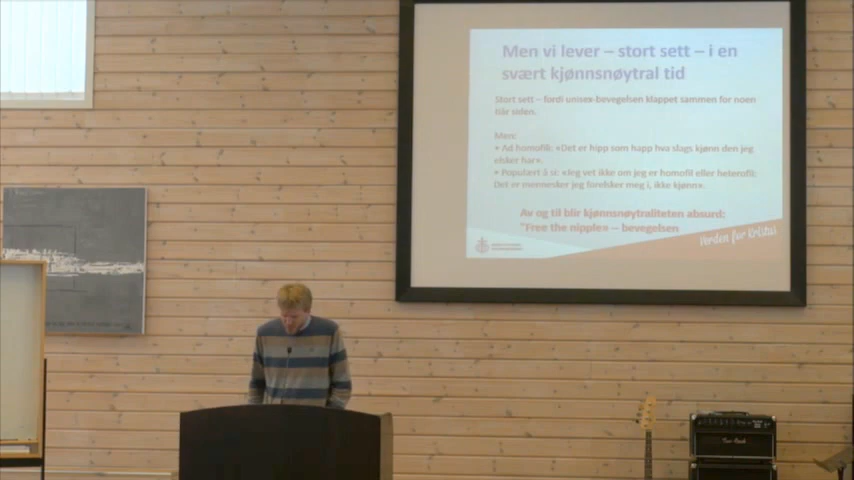 Men vi lever – stort sett – i en
svært kjønnsnøytral tid
Stort sett – fordi unisex-bevegelsen klappet sammen for noen
tiår siden.
Men:
• Ad homofili: «Det er hipp som happ hva slags kjønn den jeg
elsker har».
• Populært å si: «Jeg vet ikke om jeg er homofil eller heterofil;
Det er mennesker jeg forelsker meg i, ikke kjønn».
Av og til blir kjønnsnøytraliteten absurd;
"Free the nipple» – bevegelsen
Verden for Kristus